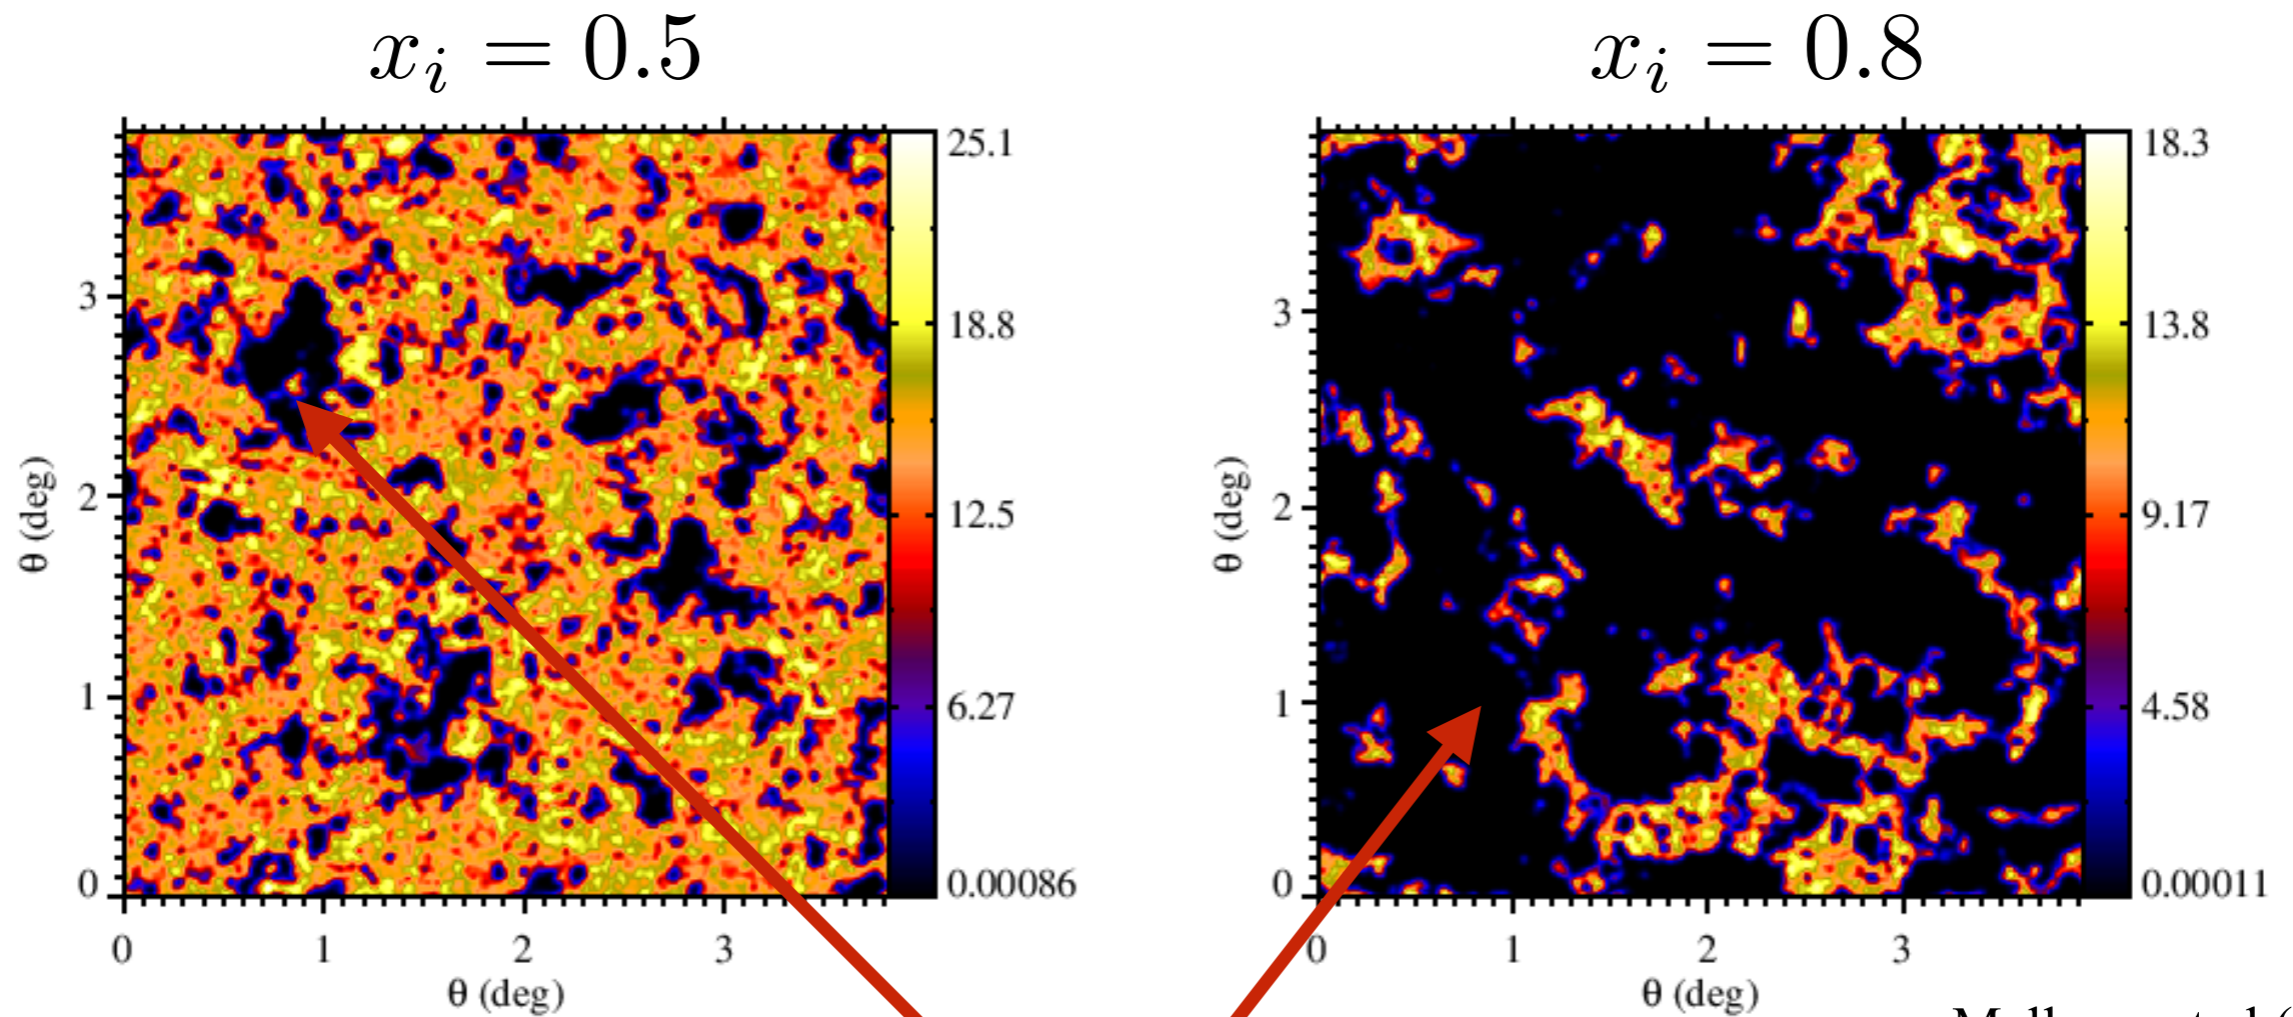 x_i = 0.5
x_i = 0.8
25.1
18.8
12.5
6.27
0.00086
3
2
1
0
θ (deg)
0 1 2 3
θ (deg)
18.3
13.8
9.17
4.58
0.00011
3
2
1
0
θ (deg)
0 1 2 3
θ (deg)